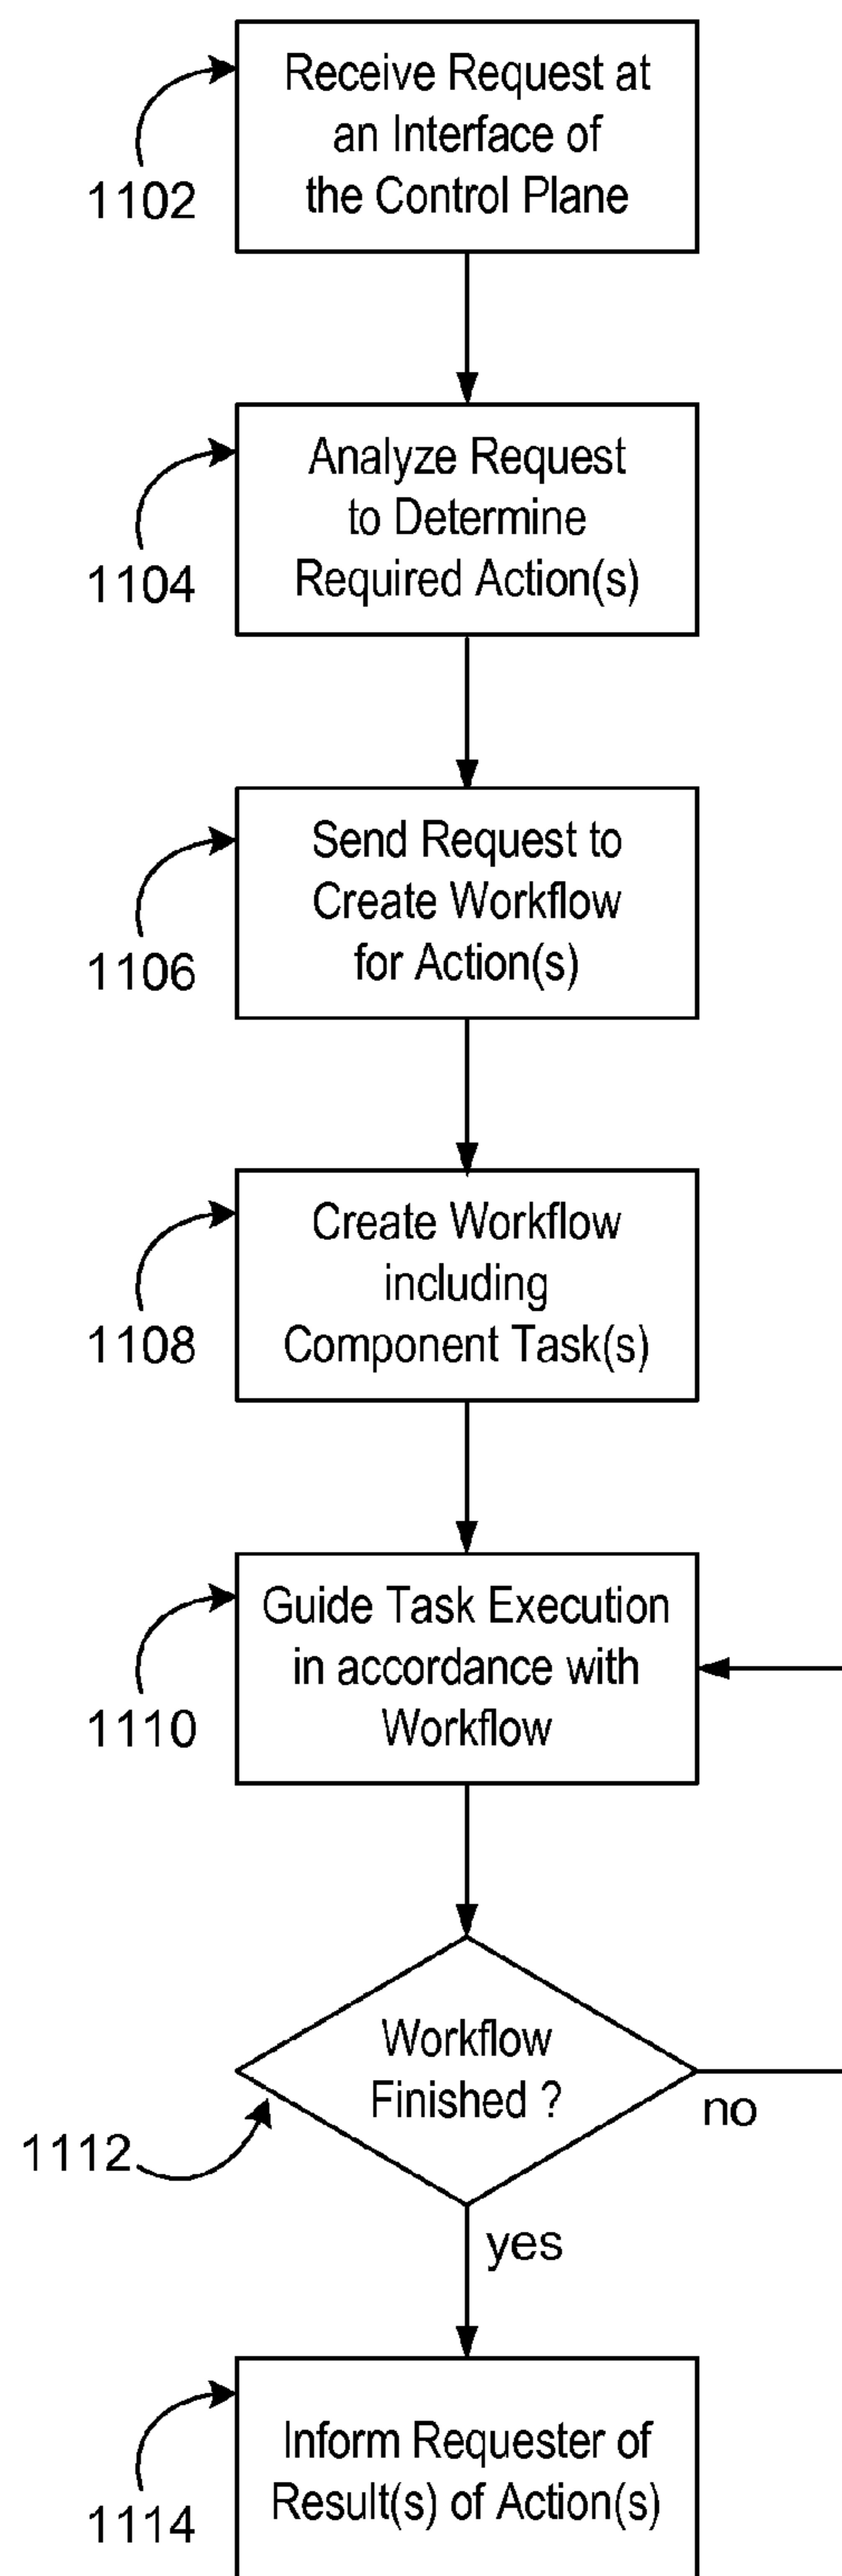 Receive Request at
an Interface of
the Control Plane
1102
Analyze Request
to Determine
Required Action(s)
1104
Send Request to
Create Workflow
for Action(s)
1106
Create Workflow
including
Component Task(s)
1108
Guide Task Execution
in accordance with
Workflow
1110
Workflow
Finished ?
no
1112
yes
Inform Requester of
Result(s) of Action(s)
1114